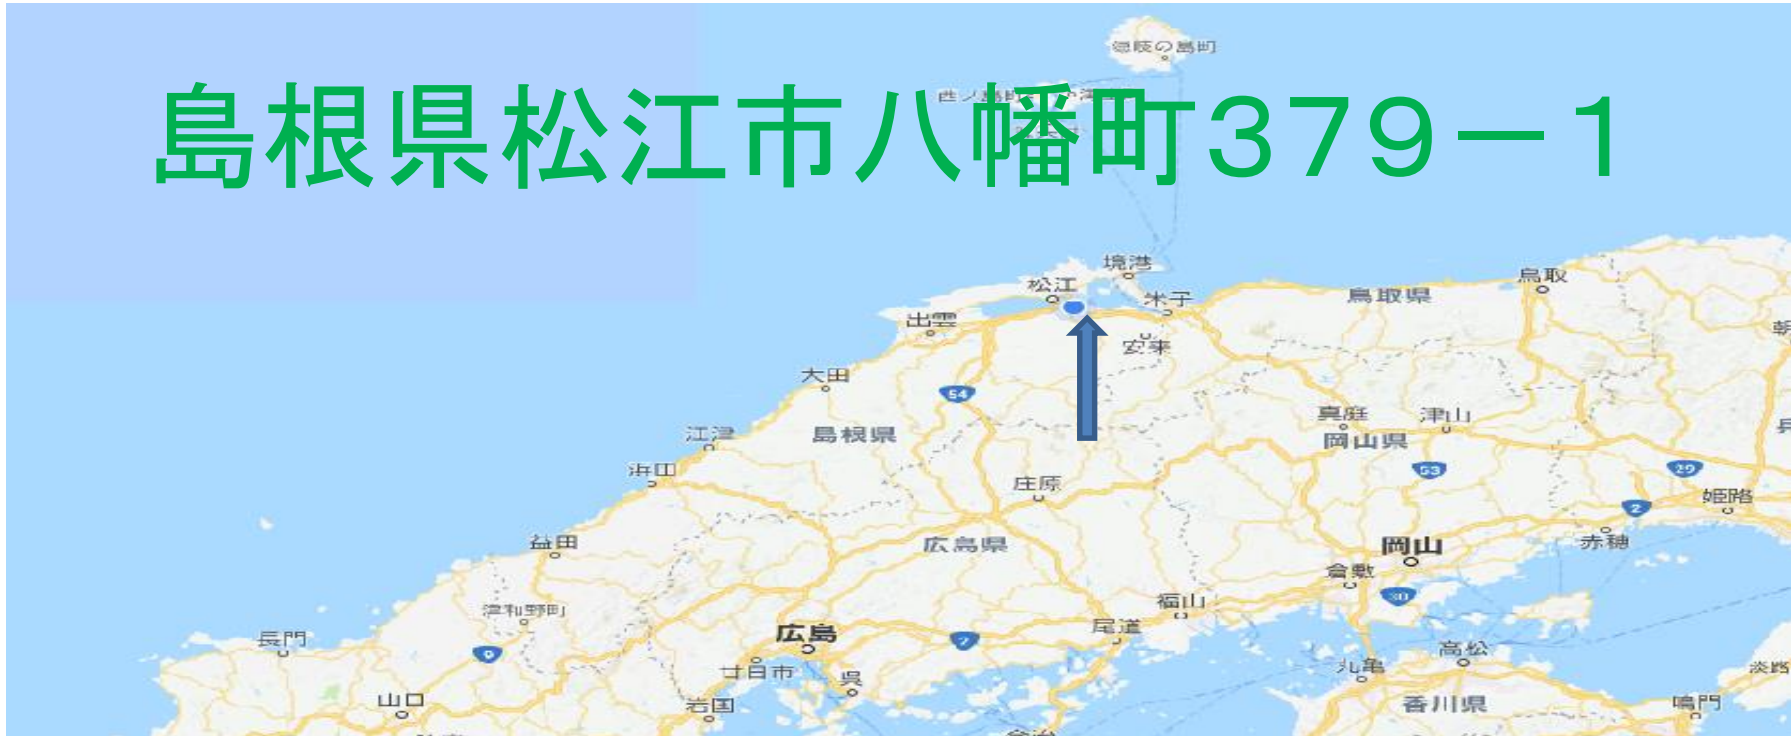 隠岐の島町
島根県松江市八幡町379－1
境港
松江
鳥取
米子
鳥取県
出雲
安来
大田
54
真庭
津山
江津
島根県
岡山県
浜田
53
29
庄原
姫路
2
益田
広島県
岡山
赤穂
倉敷
30
福山
津和野町
尾道
広島
長門
2
高松
9
廿日市
呉
丸亀
淡路
山口
岩国
香川県
鳴門